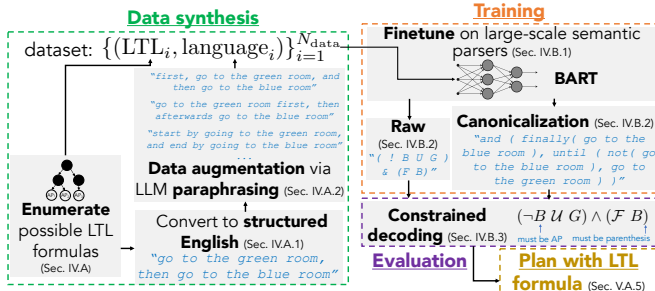 Data synthesis
dataset: {(LTL_i, language_i)}_{i=1}^{N_data}
"first, go to the green room, and
then go to the blue room"
"go to the green room first, then
afterwards go to the blue room"
"start by going to the green room,
and end by going to the blue room"
...
Data augmentation via
LLM paraphrasing (Sec. IV.A.2)
Enumerate
possible LTL
formulas
(Sec. IV.A)
Convert to structured
English (Sec. IV.A.1)
"go to the green room,
then go to the blue room"
Training
Finetune on large-scale semantic
parsers (Sec. IV.B.1)
BART
Raw
(Sec. IV.B.2)
"( ! B U G )
& (F B)"
Canonicalization
(Sec. IV.B.2)
"and ( finally( go to the
blue room ), until ( not( go
to the blue room ), go to
the green room ) )"
Constrained
decoding (Sec. IV.B.3)
(¬B U G) ∧ (F B)
must be AP
must be parenthesis
Evaluation
Plan with LTL
formula (Sec. V.A.5)